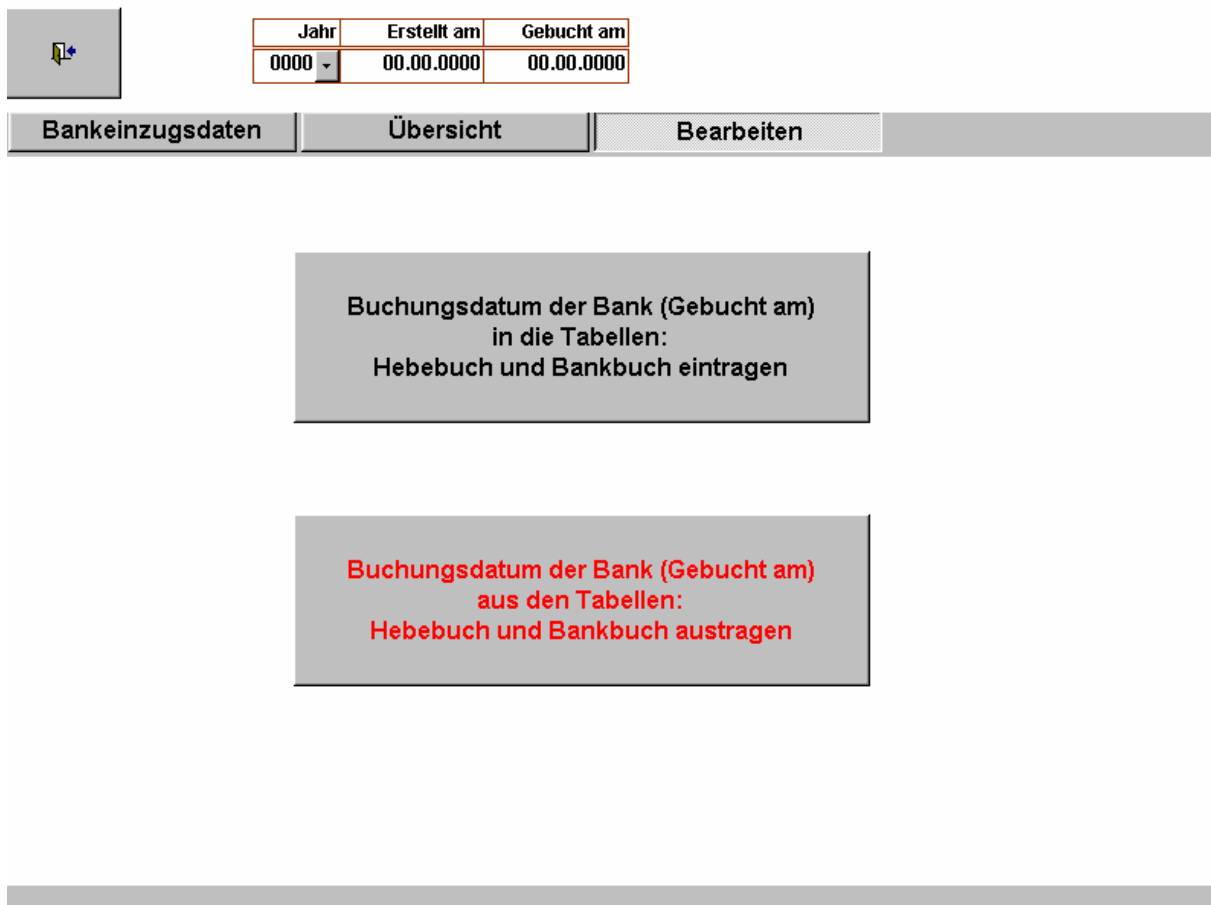 Jahr Erstellt am Gebucht am
0000 00.00.0000 00.00.0000
Bankeinzugsdaten Übersicht Bearbeiten
Buchungsdatum der Bank (Gebucht am)
in die Tabellen:
Hebebuch und Bankbuch eintragen
Buchungsdatum der Bank (Gebucht am)
aus den Tabellen:
Hebebuch und Bankbuch austragen